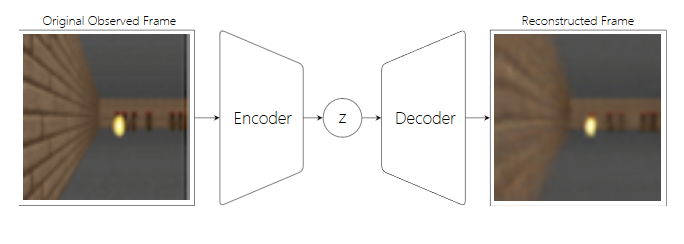 Original Observed Frame
Reconstructed Frame
Encoder
z
Decoder